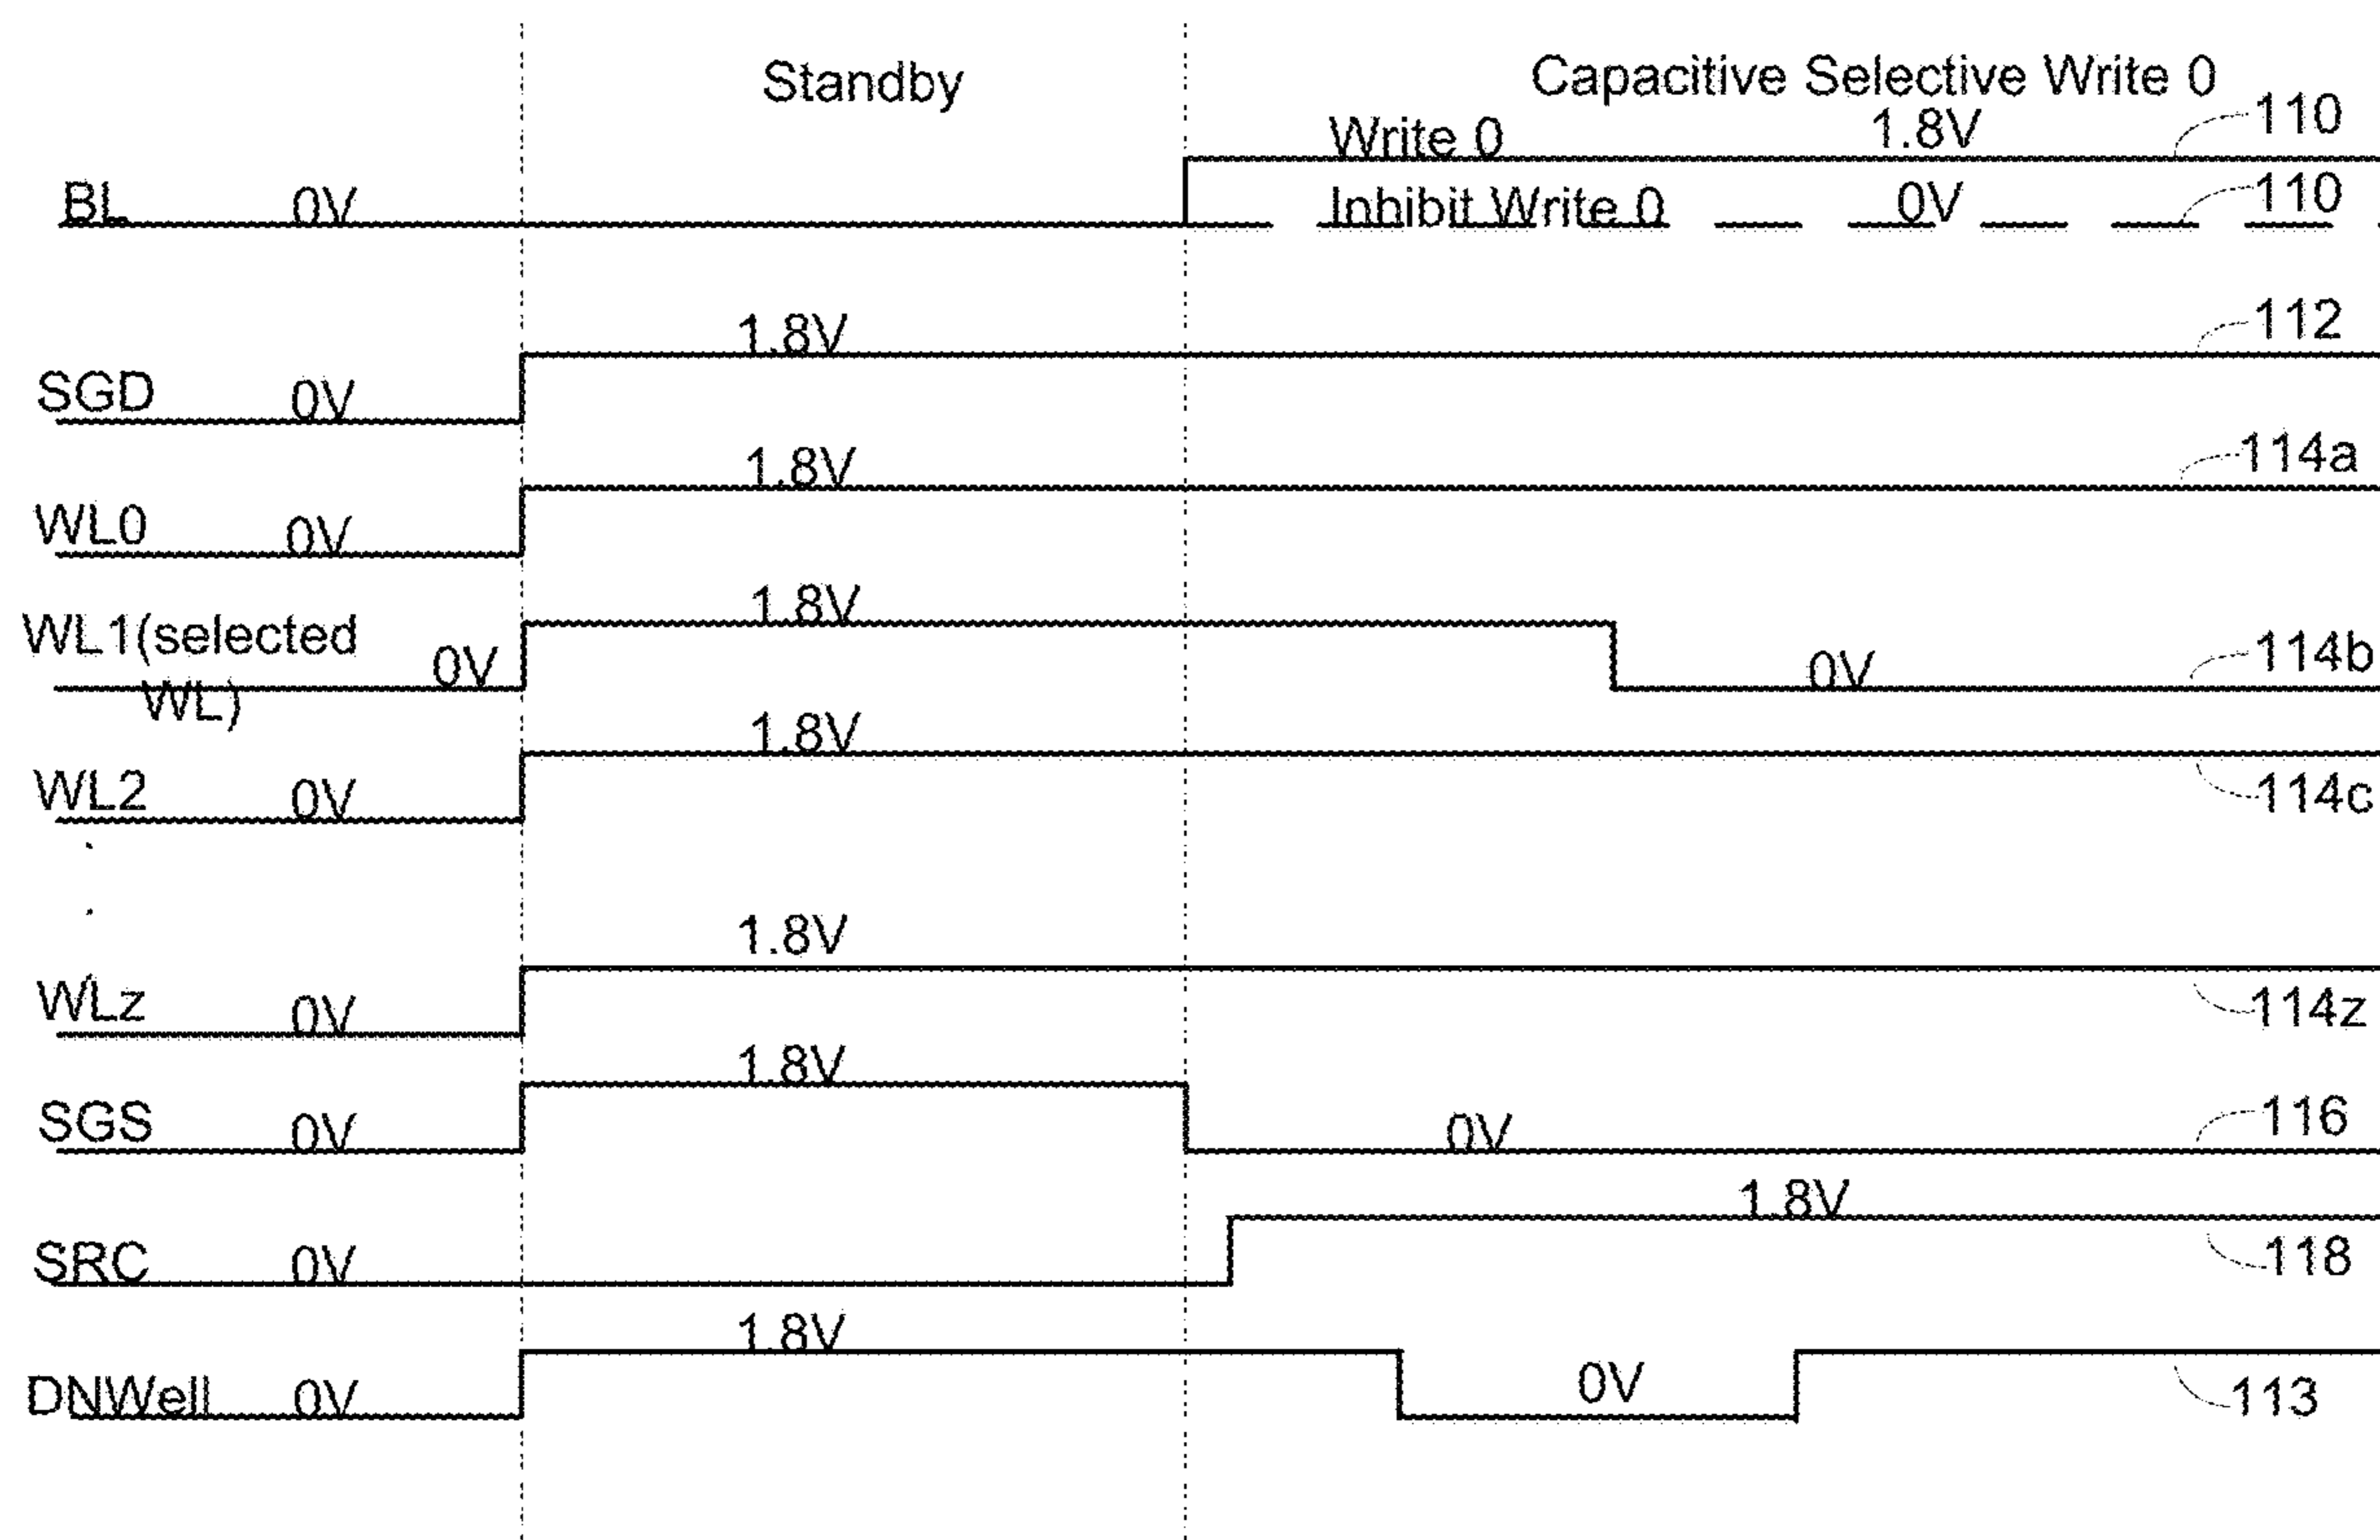 Standby
Capacitive Selective Write 0
Write 0 1.8V 110
BL 0V Inhibit Write 0 0V 110
1.8V 112
SGD 0V
1.8V 114a
WL0 0V
1.8V
WL1(selected
WL) 0V 0V 114b
1.8V
WL2 0V 114c
1.8V
WLz 0V 114z
1.8V
SGS 0V 0V 116
1.8V
SRC 0V 118
1.8V
DNWell 0V 0V 113